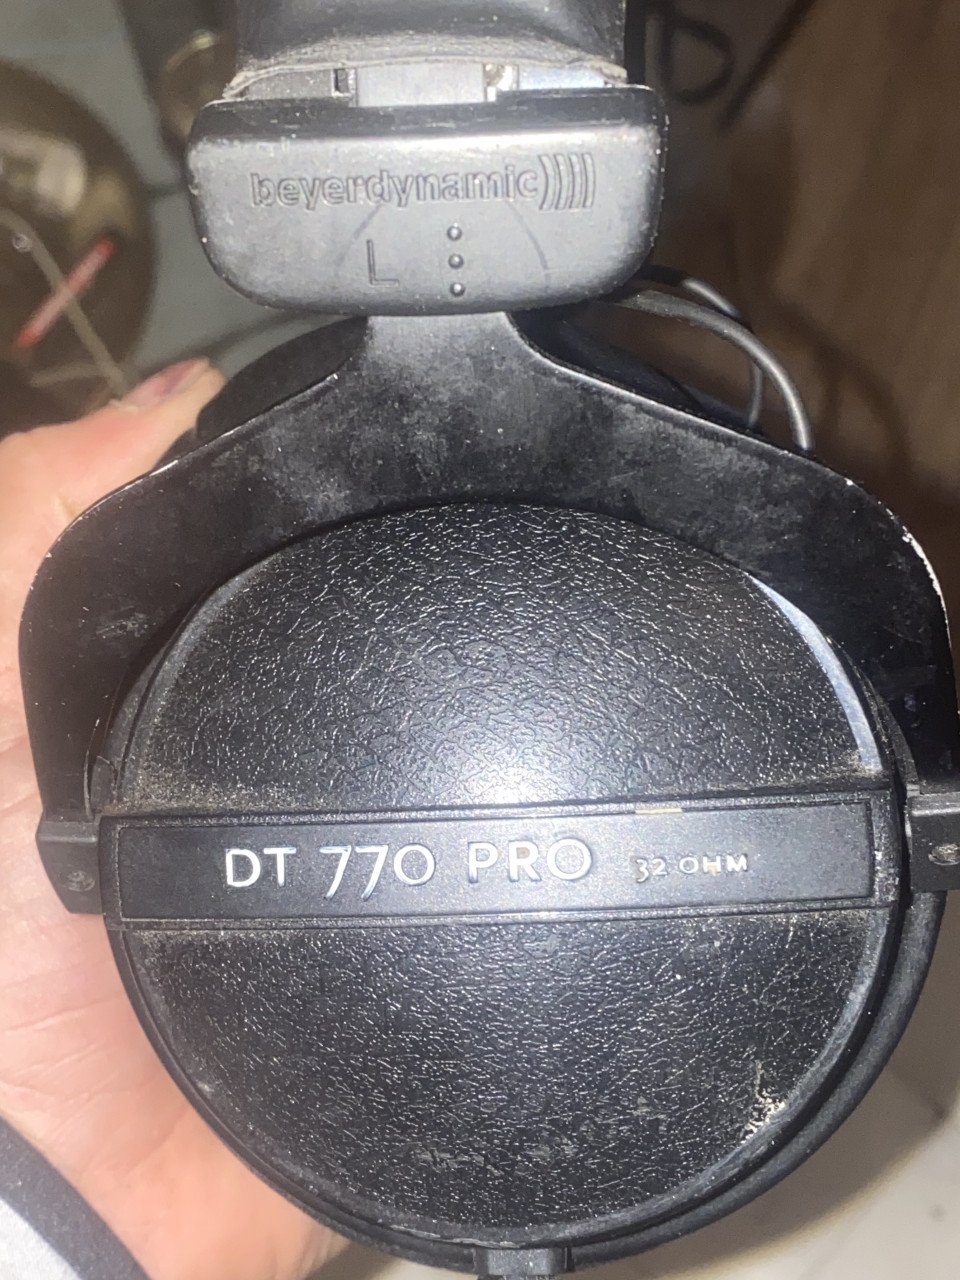 beyerdynamic
L
DT 770 PRO 32 OHM